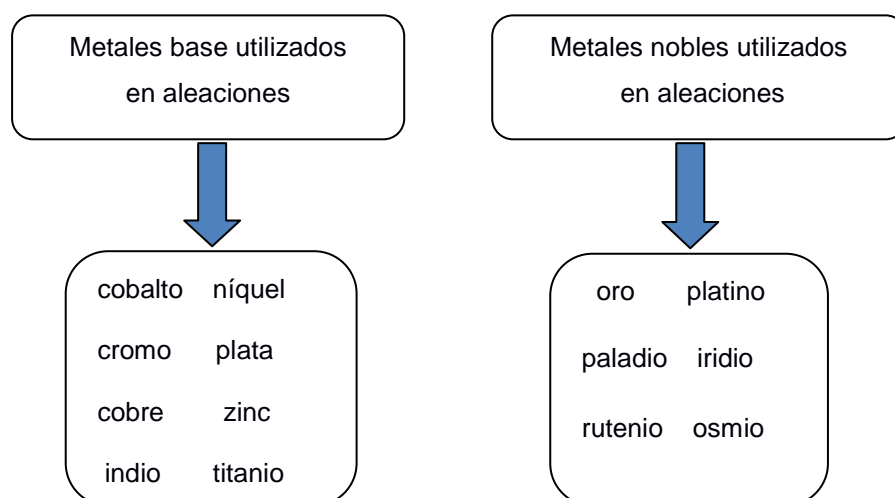 Metales base utilizados
en aleaciones
Metales nobles utilizados
en aleaciones
cobalto níquel
cromo plata
cobre zinc
indio titanio
oro platino
paladio iridio
rutenio osmio